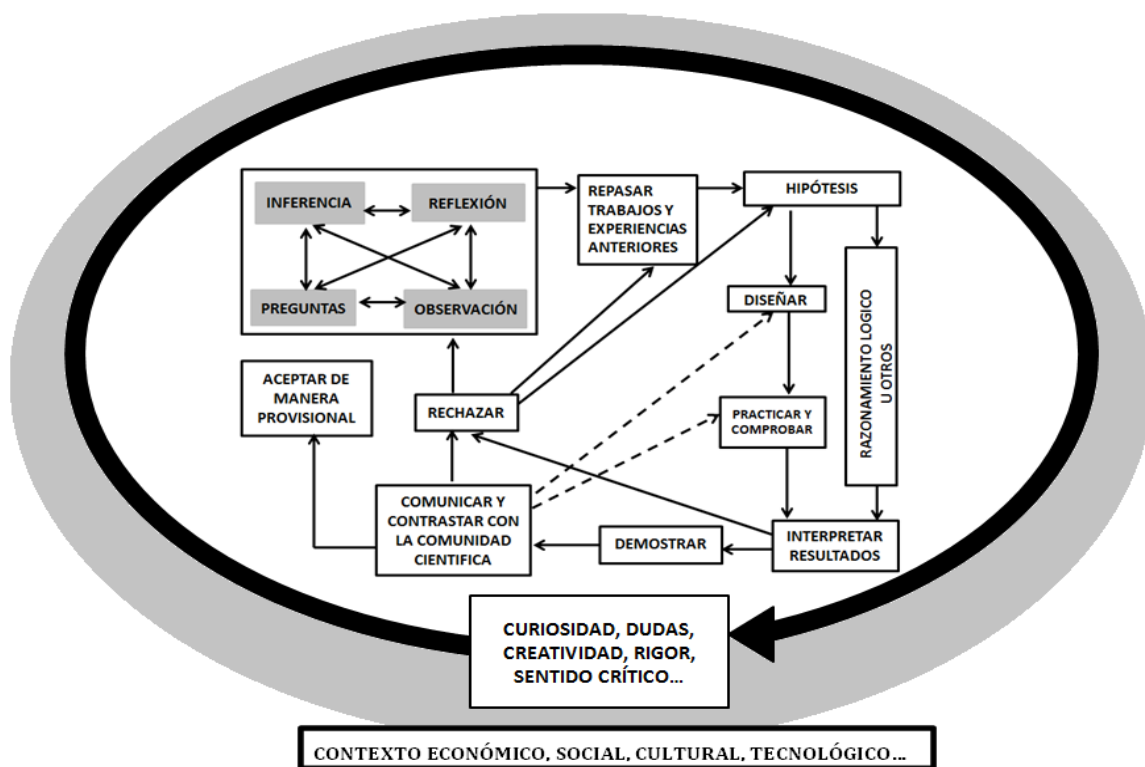 INFERENCIA
REFLEXIÓN
PREGUNTAS
OBSERVACIÓN
REPASAR
TRABAJOS Y
EXPERIENCIAS
ANTERIORES
HIPÓTESIS
DISEÑAR
RAZONAMIENTO LOGICO
U OTROS
ACEPTAR DE
MANERA
PROVISIONAL
RECHAZAR
PRACTICAR Y
COMPROBAR
COMUNICAR Y
CONTRASTAR CON
LA COMUNIDAD
CIENTIFICA
DEMOSTRAR
INTERPRETAR
RESULTADOS
CURIOSIDAD, DUDAS,
CREATIVIDAD, RIGOR,
SENTIDO CRÍTICO...
CONTEXTO ECONÓMICO, SOCIAL, CULTURAL, TECNOLÓGICO...